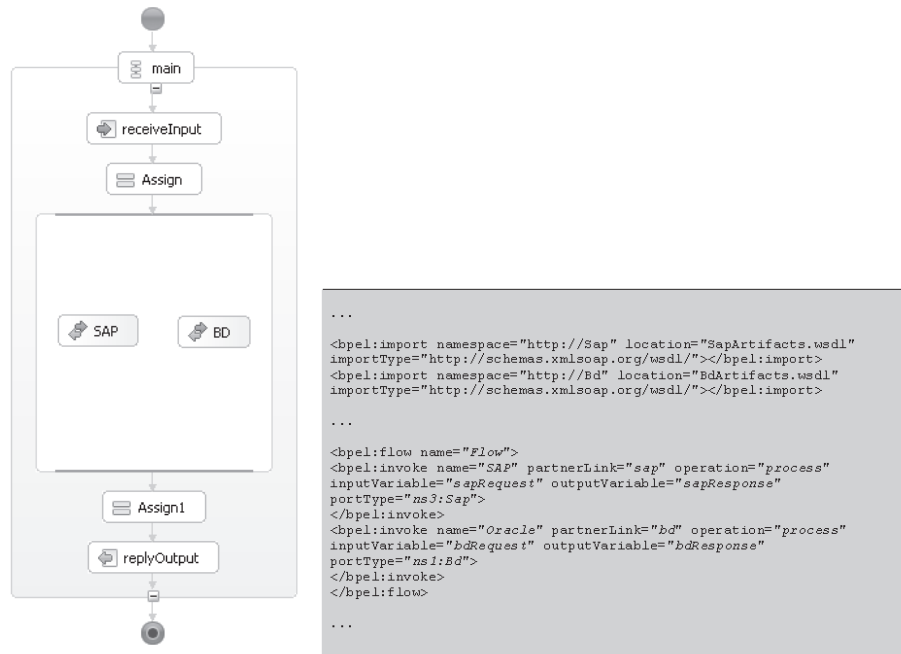 main
receiveInput
Assign
SAP
BD
Assign1
replyOutput
...
<bpel:import namespace="http://Sap" location="SapArtifacts.wsdl"
importType="http://schemas.xmlsoap.org/wsdl/"></bpel:import>
<bpel:import namespace="http://Bd" location="BdArtifacts.wsdl"
importType="http://schemas.xmlsoap.org/wsdl/"></bpel:import>
...
<bpel:flow name="Flow">
<bpel:invoke name="SAP" partnerLink="sap" operation="process"
inputVariable="sapRequest" outputVariable="sapResponse"
portType="ns3:Sap">
</bpel:invoke>
<bpel:invoke name="Oracle" partnerLink="bd" operation="process"
inputVariable="bdRequest" outputVariable="bdResponse"
portType="ns1:Bd">
</bpel:invoke>
</bpel:flow>
...